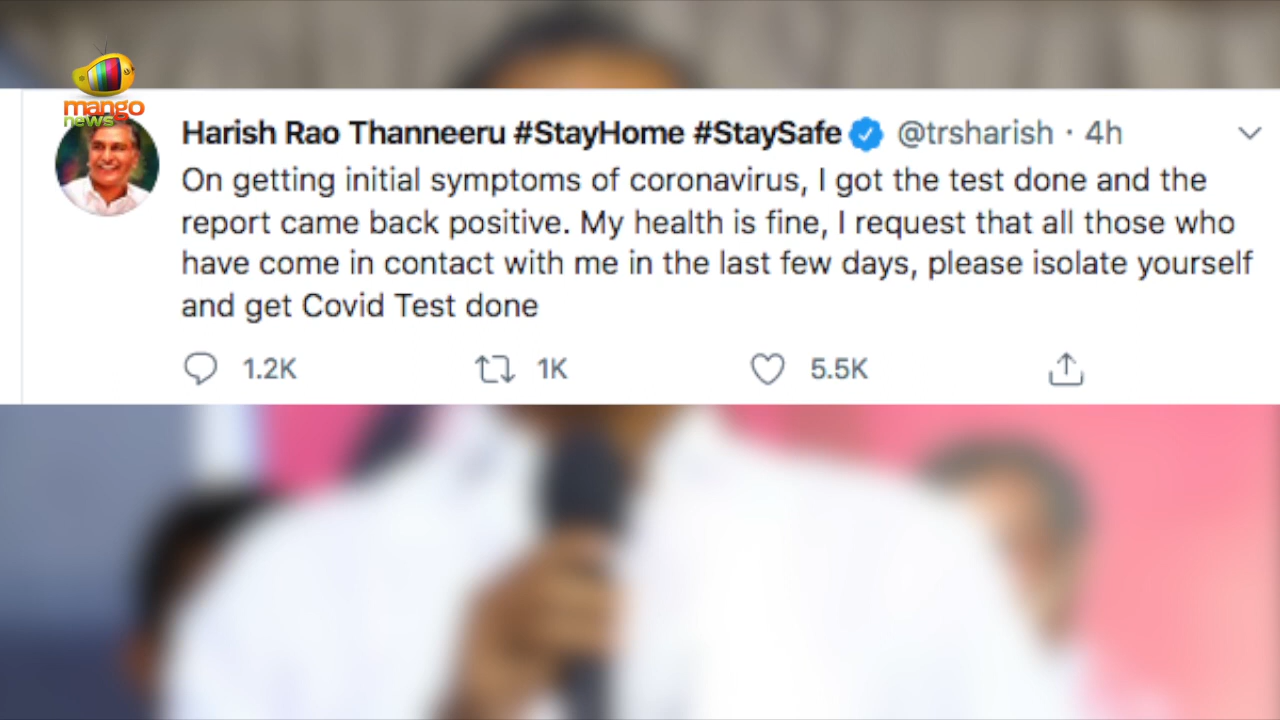 mango
news
Harish Rao Thanneeru #StayHome #StaySafe @trsharish · 4h
On getting initial symptoms of coronavirus, I got the test done and the
report came back positive. My health is fine, I request that all those who
have come in contact with me in the last few days, please isolate yourself
and get Covid Test done
1.2K 1K 5.5K